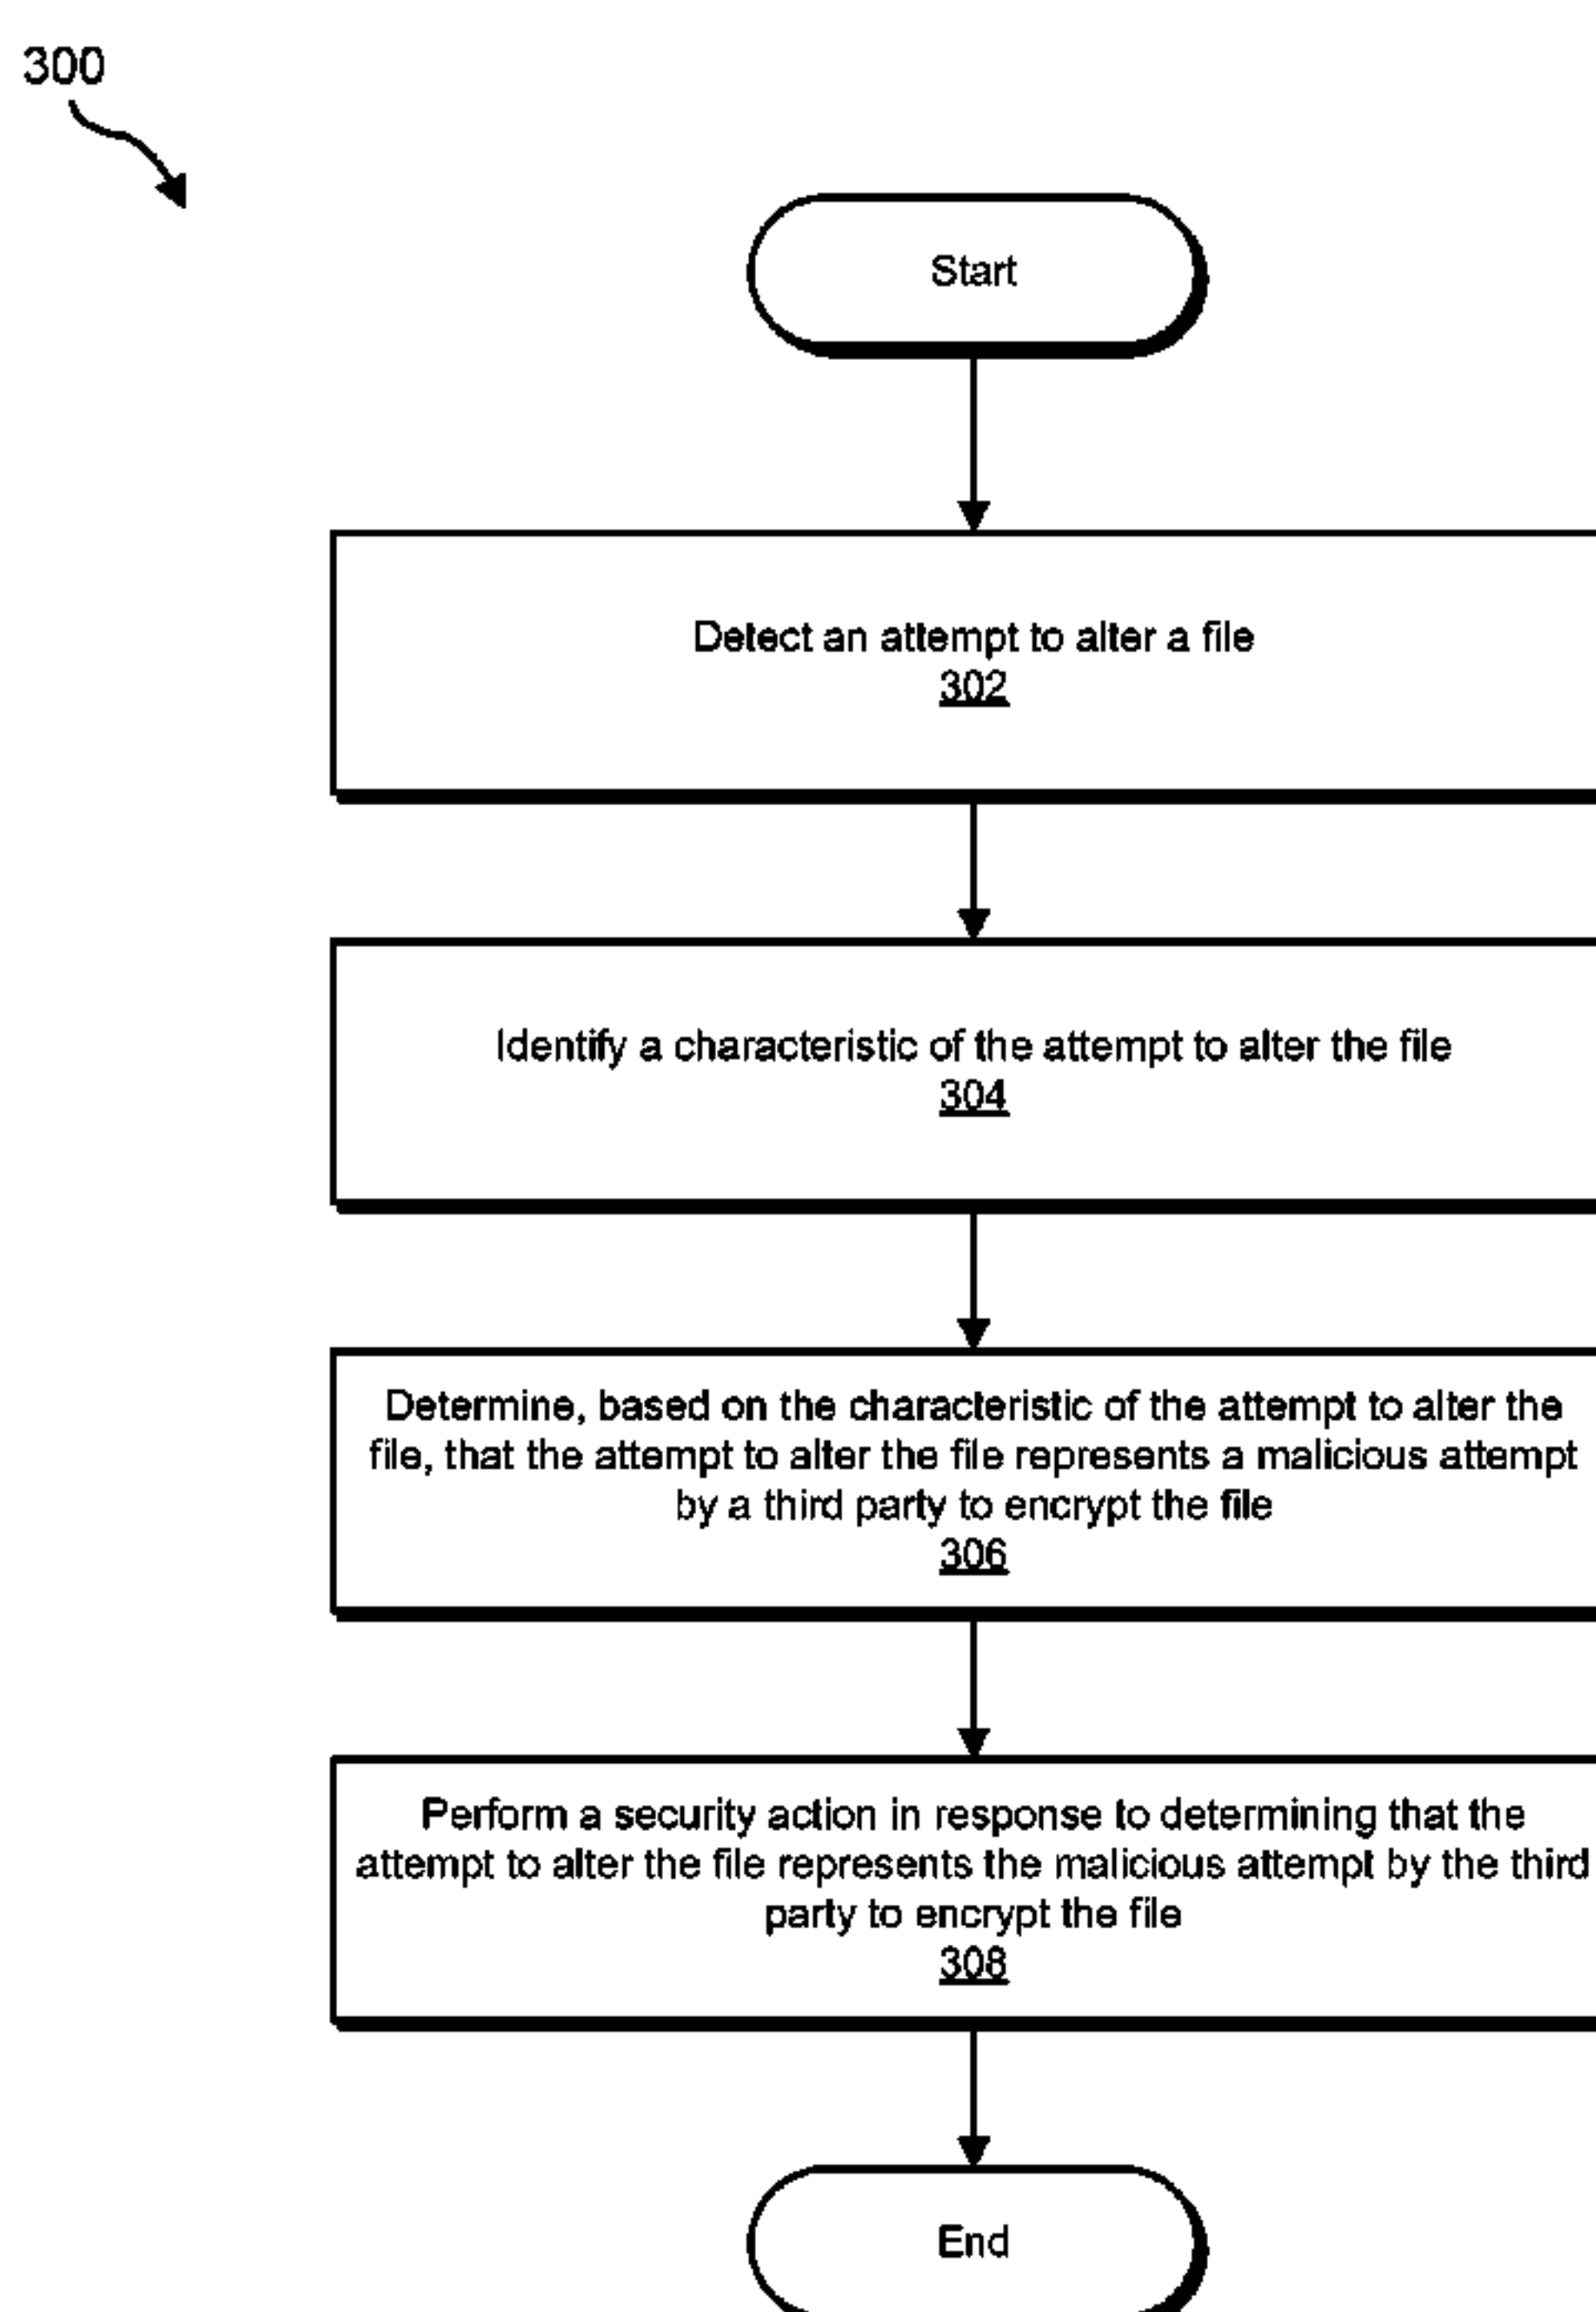 300
Start
Detect an attempt to alter a file
302
Identify a characteristic of the attempt to alter the file
304
Determine, based on the characteristic of the attempt to alter the
file, that the attempt to alter the file represents a malicious attempt
by a third party to encrypt the file
306
Perform a security action in response to determining that the
attempt to alter the file represents the malicious attempt by the third
party to encrypt the file
308
End